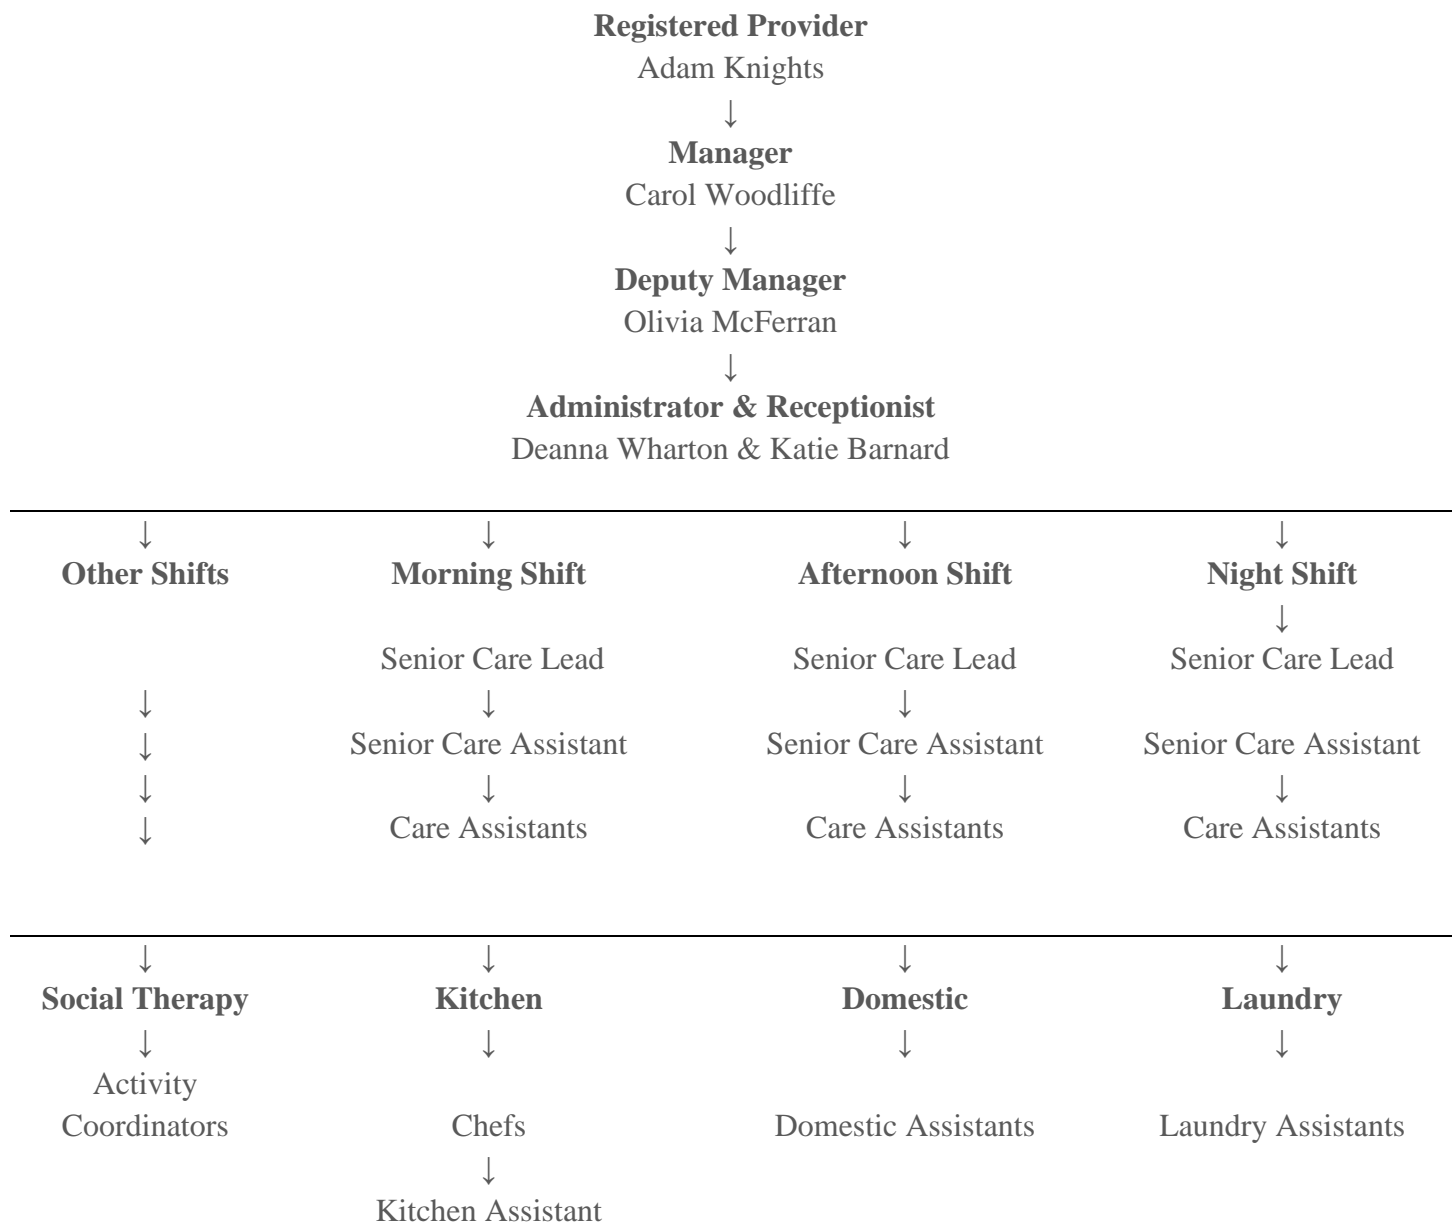 Registered Provider
Adam Knights
↓
Manager
Carol Woodliffe
↓
Deputy Manager
Olivia McFerran
↓
Administrator & Receptionist
Deanna Wharton & Katie Barnard
↓ ↓ ↓ ↓
Other Shifts Morning Shift Afternoon Shift Night Shift
↓
Senior Care Lead Senior Care Lead Senior Care Lead
↓ ↓ ↓
↓ Senior Care Assistant Senior Care Assistant Senior Care Assistant
↓ ↓ ↓ ↓
↓ Care Assistants Care Assistants Care Assistants
↓ ↓ ↓ ↓
Social Therapy Kitchen Domestic Laundry
↓ ↓ ↓ ↓
Activity
Coordinators Chefs Domestic Assistants Laundry Assistants
↓
Kitchen Assistant